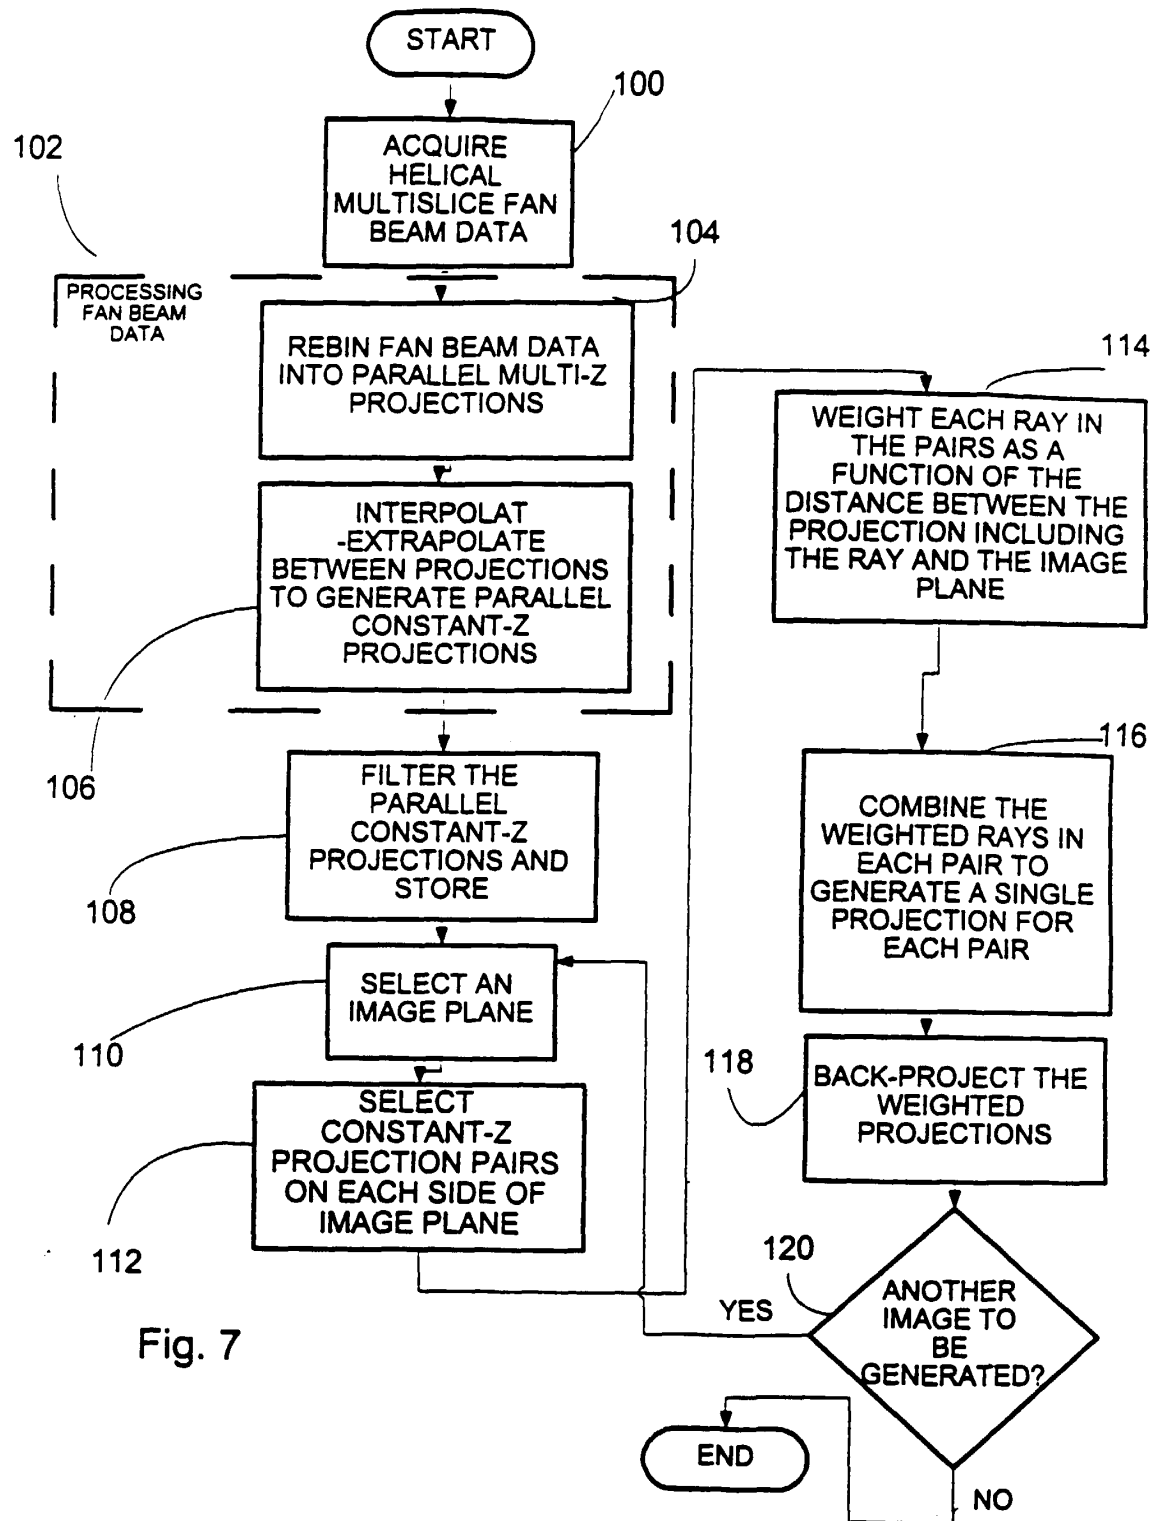 START
100
ACQUIRE
HELICAL
MULTISLICE FAN
BEAM DATA
102
104
PROCESSING
FAN BEAM
DATA
REBIN FAN BEAM DATA
INTO PARALLEL MULTI-Z
PROJECTIONS
INTERPOLAT
-EXTRAPOLATE
BETWEEN PROJECTIONS
TO GENERATE PARALLEL
CONSTANT-Z
PROJECTIONS
106
FILTER THE
PARALLEL
CONSTANT-Z
PROJECTIONS AND
STORE
108
SELECT AN
IMAGE PLANE
110
SELECT
CONSTANT-Z
PROJECTION PAIRS
ON EACH SIDE OF
IMAGE PLANE
112
114
WEIGHT EACH RAY IN
THE PAIRS AS A
FUNCTION OF THE
DISTANCE BETWEEN THE
PROJECTION INCLUDING
THE RAY AND THE IMAGE
PLANE
116
COMBINE THE
WEIGHTED RAYS IN
EACH PAIR TO
GENERATE A SINGLE
PROJECTION FOR
EACH PAIR
118
BACK-PROJECT THE
WEIGHTED
PROJECTIONS
120
ANOTHER
IMAGE TO
BE
GENERATED?
YES
NO
END
Fig. 7